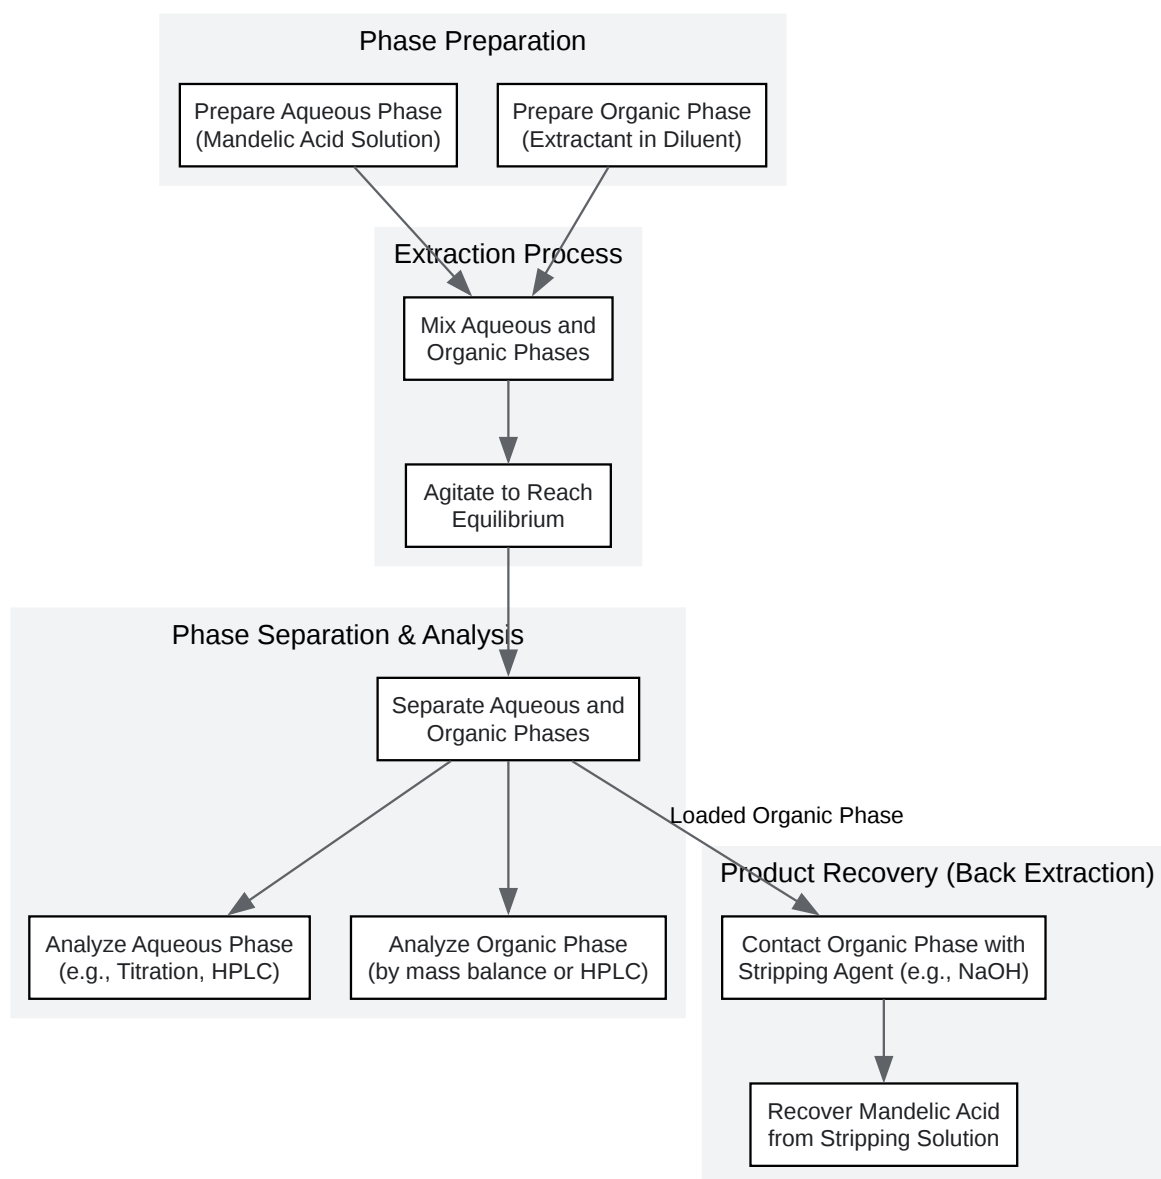 Phase Preparation
Prepare Aqueous Phase
(Mandelic Acid Solution)
Prepare Organic Phase
(Extractant in Diluent)
Extraction Process
Mix Aqueous and
Organic Phases
Agitate to Reach
Equilibrium
Phase Separation & Analysis
Separate Aqueous and
Organic Phases
Loaded Organic Phase
Analyze Aqueous Phase
(e.g., Titration, HPLC)
Analyze Organic Phase
(by mass balance or HPLC)
Product Recovery (Back Extraction)
Contact Organic Phase with
Stripping Agent (e.g., NaOH)
Recover Mandelic Acid
from Stripping Solution